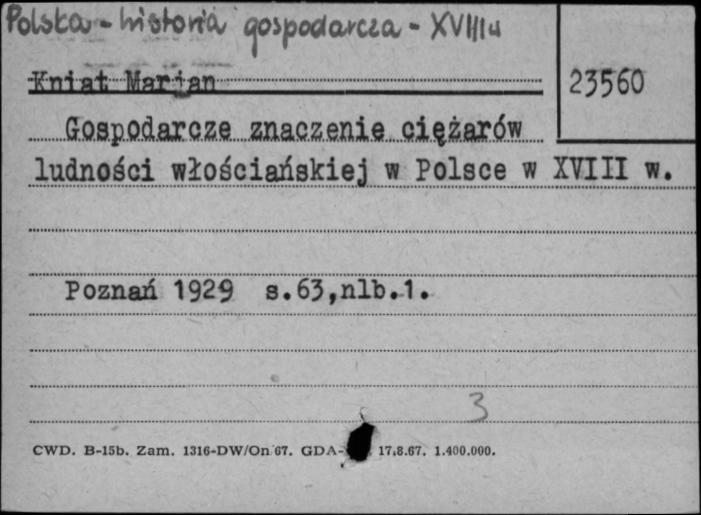 Polska - historia gospodarcza - XVIII w
Kniat Marian
23560
Gospodarcze znaczenie ciężarów
ludności włościańskiej w Polsce w XVIII w.
Poznań 1929 s.63,nlb.1.
3
CWD. B-15b. Zam. 1316-DW/On 67. GDA- 17.8.67. 1.400.000.